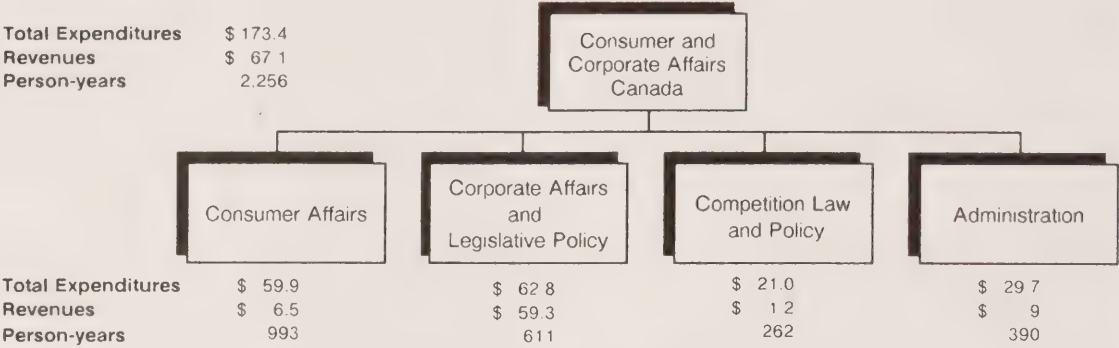 Total Expenditures $ 173.4
Revenues $ 67 1
Person-years 2,256
Consumer and
Corporate Affairs
Canada
Consumer Affairs
Corporate Affairs
and
Legislative Policy
Competition Law
and Policy
Administration
Total Expenditures $ 59.9 $ 62 8 $ 21.0 $ 29 7
Revenues $ 6.5 $ 59.3 $ 1 2 $ 9
Person-years 993 611 262 390